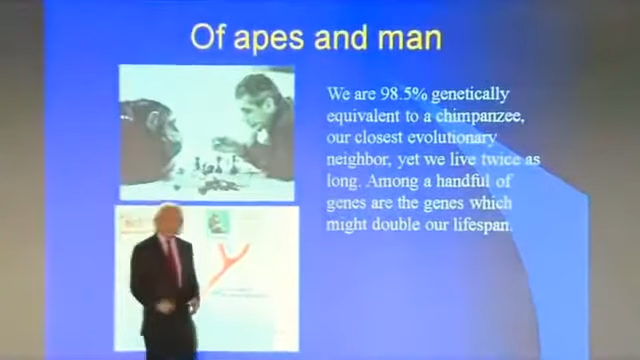 Of apes and man
We are 98.5% genetically
equivalent to a chimpanzee,
our closest evolutionary
neighbor, yet we live twice as
long. Among a handful of
genes are the genes which
might double our lifespan.